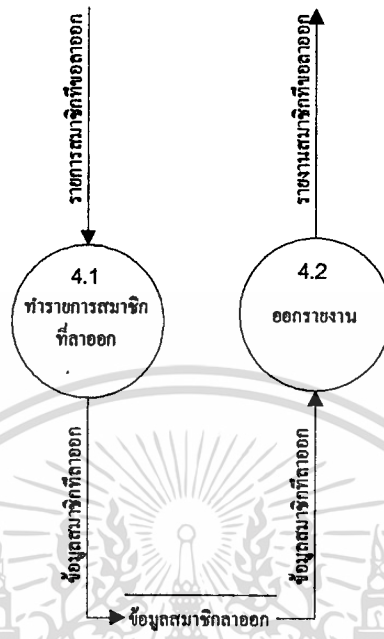 รายการสมาชิกที่ขอลาออก
รายงานสมาชิกที่ขอลาออก
4.1
ทำรายการสมาชิก
ที่ลาออก
4.2
ออกรายงาน
ข้อมูลสมาชิกที่ลาออก
ข้อมูลสมาชิกที่ลาออก
ข้อมูลสมาชิกลาออก